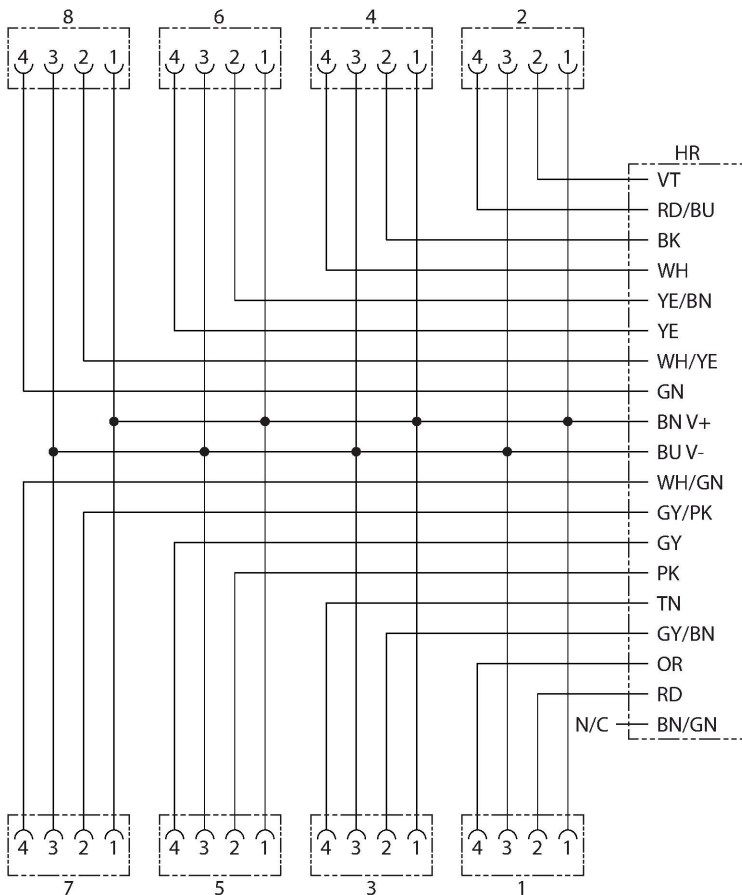 8 6 4 2
4 3 2 1 4 3 2 1 4 3 2 1 4 3 2 1
HR
VT
RD/BU
BK
WH
YE/BN
YE
WH/YE
GN
BN V+
BU V-
WH/GN
GY/PK
GY
PK
TN
GY/BN
OR
RD
N/C BN/GN
4 3 2 1 4 3 2 1 4 3 2 1 4 3 2 1
7 5 3 1